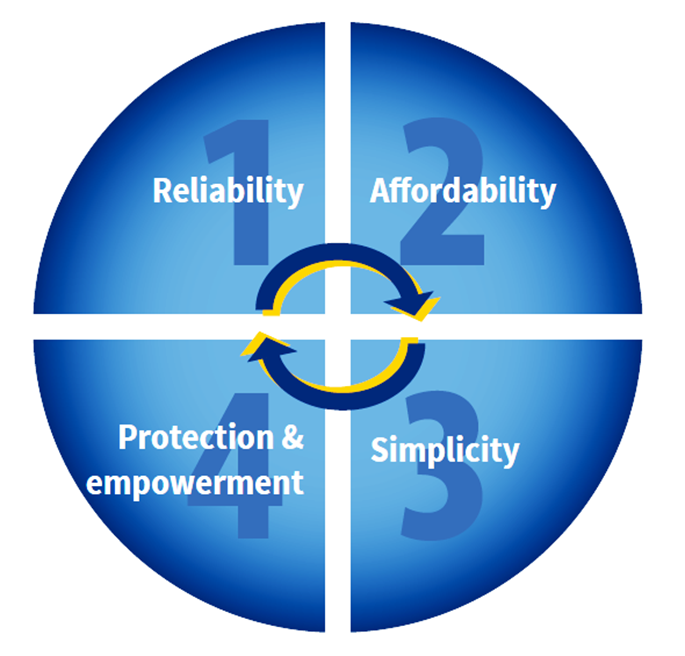 1
Reliability
2
Affordability
3
Simplicity
4
Protection &
empowerment